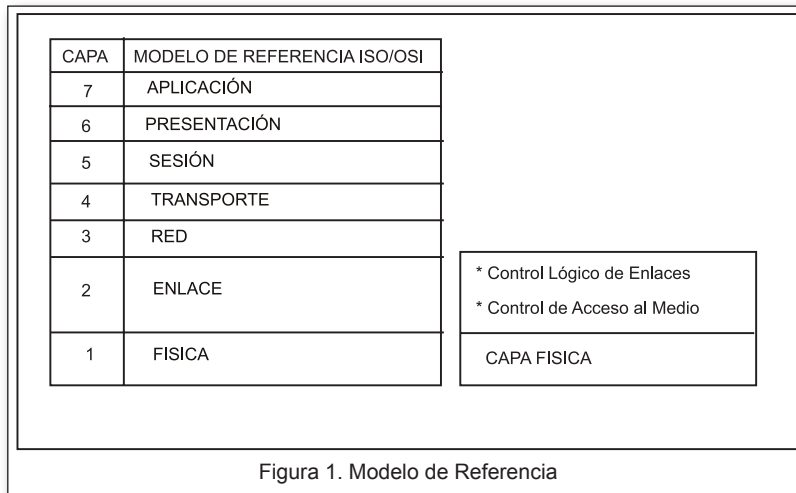 CAPA MODELO DE REFERENCIA ISO/OSI
7 APLICACIÓN
6 PRESENTACIÓN
5 SESIÓN
4 TRANSPORTE
3 RED
2 ENLACE
1 FISICA
* Control Lógico de Enlaces
* Control de Acceso al Medio
CAPA FISICA
Figura 1. Modelo de Referencia